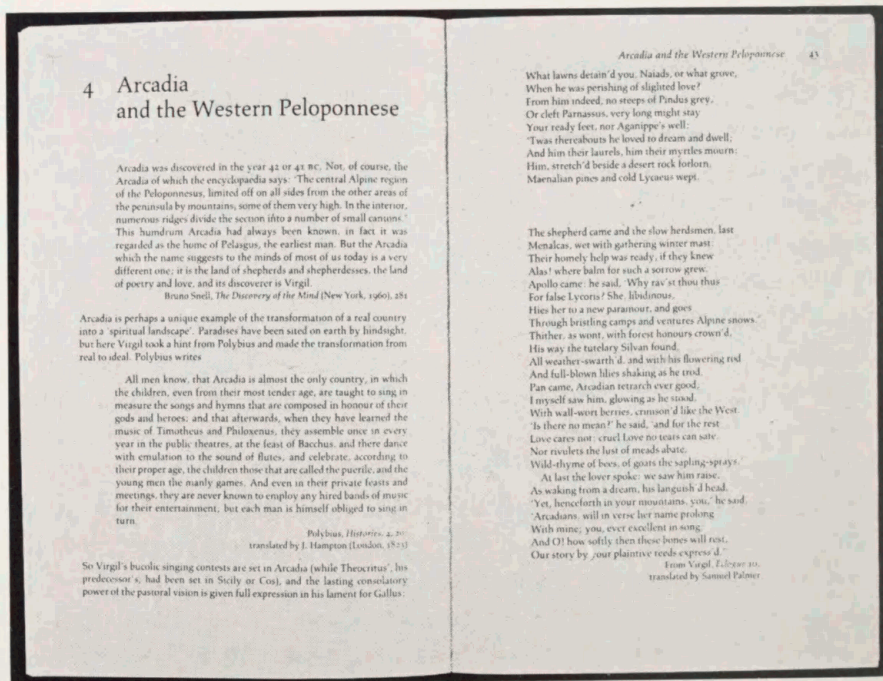 4 Arcadia
and the Western Peloponnese
Arcadia was discovered in the year 42 or 41 BC. Not, of course, the
Arcadia of which the encyclopaedia says: 'The central Alpine region
of the Peloponnesus, limited off on all sides from the other areas of
the peninsula by mountains, some of them very high. In the interior,
numerous ridges divide the section into a number of small cantons.'
This humdrum Arcadia had always been known, in fact it was
regarded as the home of Pelasgus, the earliest man. But the Arcadia
which the name suggests to the minds of most of us today is a very
different one; it is the land of shepherds and shepherdesses, the land
of poetry and love, and its discoverer is Virgil.
Bruno Snell, The Discovery of the Mind (New York, 1960), 281
Arcadia is perhaps a unique example of the transformation of a real country
into a 'spiritual landscape'. Paradises have been sited on earth by hindsight,
but here Virgil took a hint from Polybius and made the transformation from
real to ideal. Polybius writes
All men know, that Arcadia is almost the only country, in which
the children, even from their most tender age, are taught to sing in
measure the songs and hymns that are composed in honour of their
gods and heroes; and that afterwards, when they have learned the
music of Timotheus and Philoxenus, they assemble once in every
year in the public theatres, at the feast of Bacchus, and there dance
with emulation to the sound of flutes, and celebrate, according to
their proper age, the children those that are called the puerile, and the
young men the manly games. And even in their private feasts and
meetings, they are never known to employ any hired bands of music
for their entertainment, but each man is himself obliged to sing in
turn.
Polybius, Histories, 4, 20,
translated by J. Hampton (London, 1823)
So Virgil's bucolic singing contests are set in Arcadia (while Theocritus', his
predecessor's, had been set in Sicily or Cos), and the lasting consolatory
power of the pastoral vision is given full expression in his lament for Gallus:
Arcadia and the Western Peloponnese 43
What lawns detain'd you, Naiads, or what grove,
When he was perishing of slighted love?
From him indeed, no steeps of Pindus grey,
Or cleft Parnassus, very long might stay
Your ready feet, nor Aganippe's well;
'Twas thereabouts he loved to dream and dwell;
And him their laurels, him their myrtles mourn;
Him, stretch'd beside a desert rock forlorn,
Maenalian pines and cold Lycaeus wept.
The shepherd came and the slow herdsmen, last
Menalcas, wet with gathering winter mast.
Their homely help was ready, if they knew
Alas! where balm for such a sorrow grew.
Apollo came: he said, 'Why rav'st thou thus
For false Lycoris? She, libidinous,
Hies her to a new paramour, and goes
Through bristling camps and ventures Alpine snows.'
Thither, as wont, with forest honours crown'd,
His way the tutelary Silvan found,
All weather-swarth'd, and with his flowering rod
And full-blown lilies shaking as he trod.
Pan came, Arcadian tetrarch ever good,
I myself saw him, glowing as he stood,
With wall-wort berries, crimson'd like the West.
'Is there no mean?' he said, 'and for the rest
Love cares not: cruel Love no tears can sate
Nor rivulets the lust of meads abate,
Wild-rhyme of bees, of goats the sapling-sprays.'
At last the lover spoke: we saw him raise,
As waking from a dream, his languish'd head.
'Yet, henceforth in your mountains, you,' he said,
'Arcadians, will in verse her name prolong
With mine; you, ever excellent in song.
And O! how softly then these bones will rest,
Our story by your plaintive reeds express'd.'
From Virgil, Eclogue 10,
translated by Samuel Palmer